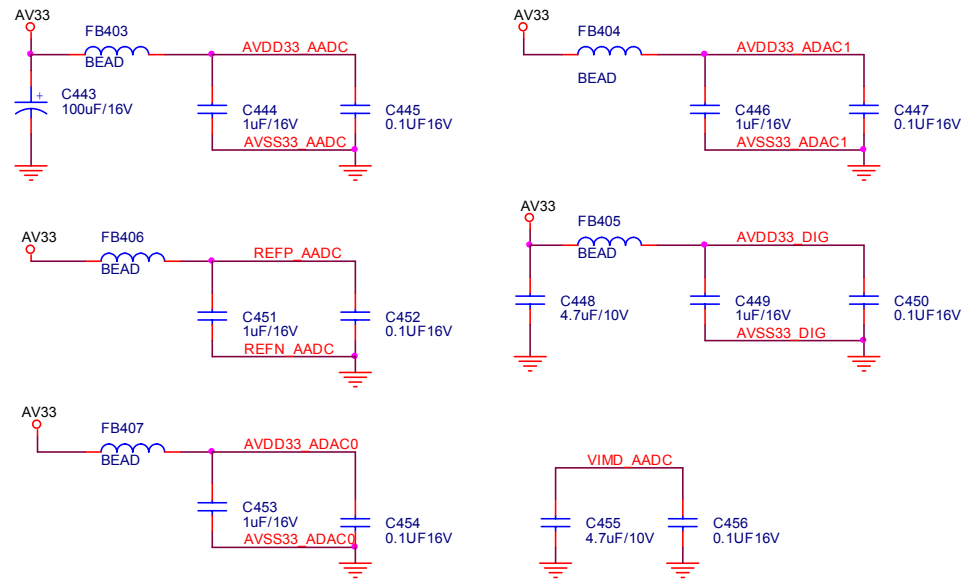 AV33
FB403
BEAD
AVDD33_AADC
C443
100uF/16V
+
C444
1uF/16V
C445
0.1UF16V
AVSS33_AADC
AV33
FB404
BEAD
AVDD33_ADAC1
C446
1uF/16V
C447
0.1UF16V
AVSS33_ADAC1
AV33
FB406
BEAD
REFP_AADC
C451
1uF/16V
C452
0.1UF16V
REFN_AADC
AV33
FB405
BEAD
AVDD33_DIG
C448
4.7uF/10V
C449
1uF/16V
C450
0.1UF16V
AVSS33_DIG
AV33
FB407
BEAD
AVDD33_ADAC0
C453
1uF/16V
C454
0.1UF16V
AVSS33_ADAC0
VIMD_AADC
C455
4.7uF/10V
C456
0.1UF16V